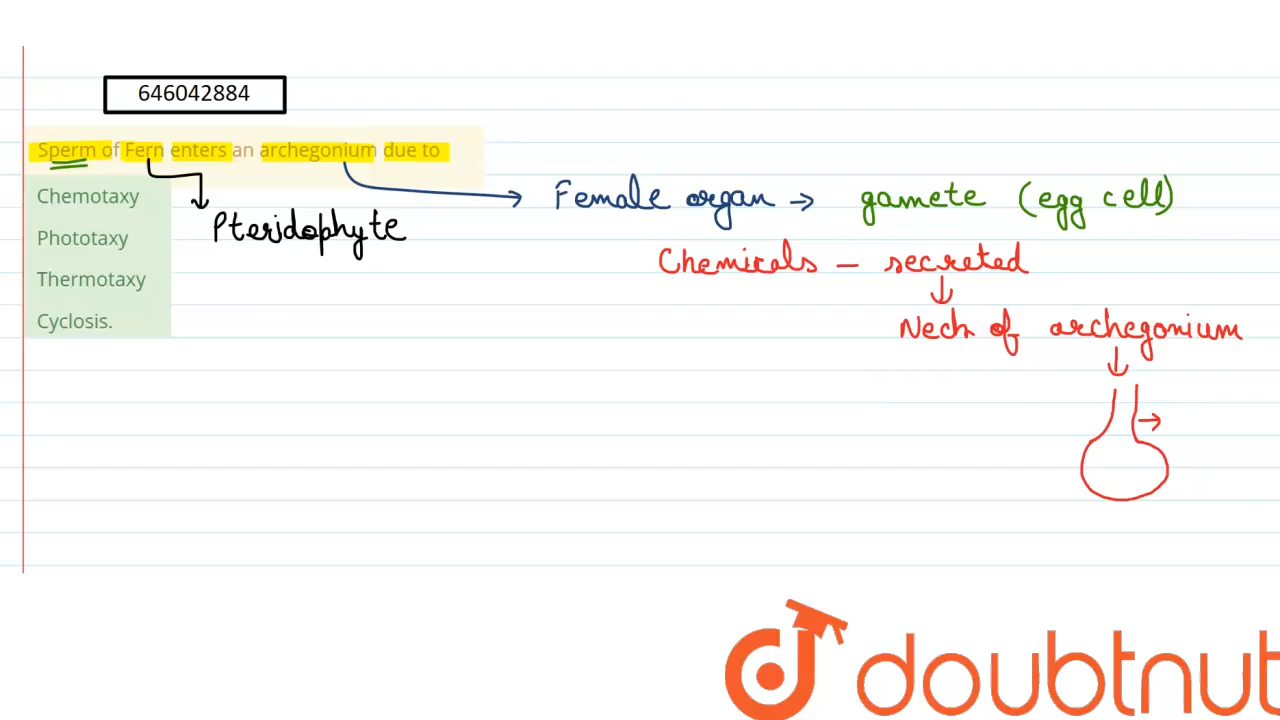 646042884
Sperm of Fern enters an archegonium due to
Chemotaxy
Phototaxy
Thermotaxy
Cyclosis.
Pteridophyte
Female organ → gamete (egg cell)
Chemicals – secreted
↓
Neck of archegonium
↓
doubtnut